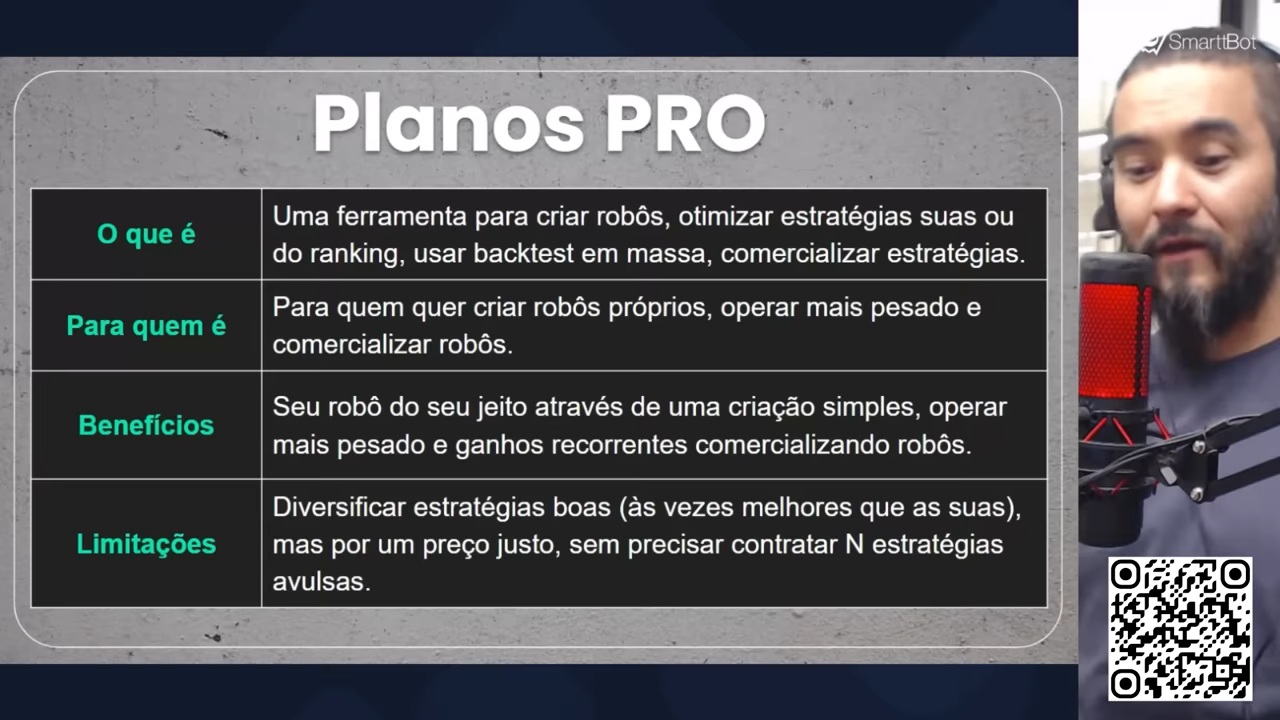 SmarttBot
Planos PRO
O que é
Uma ferramenta para criar robôs, otimizar estratégias suas ou
do ranking, usar backtest em massa, comercializar estratégias.
Para quem é
Para quem quer criar robôs próprios, operar mais pesado e
comercializar robôs.
Benefícios
Seu robô do seu jeito através de uma criação simples, operar
mais pesado e ganhos recorrentes comercializando robôs.
Limitações
Diversificar estratégias boas (às vezes melhores que as suas),
mas por um preço justo, sem precisar contratar N estratégias
avulsas.